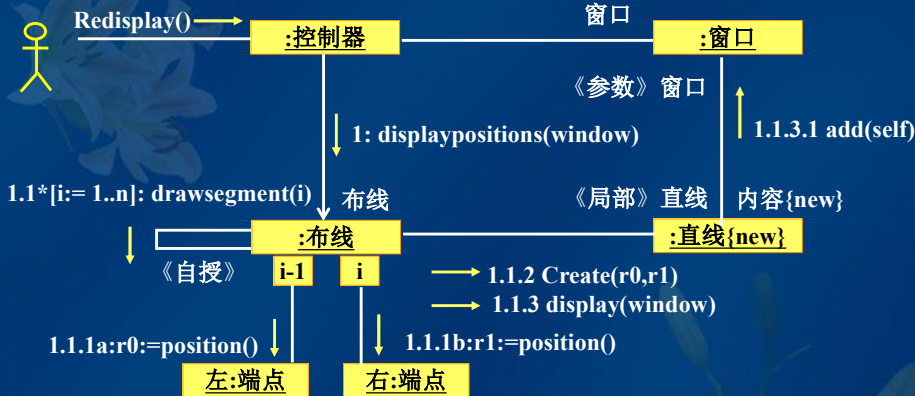 Redisplay()
:控制器
窗口
:窗口
《参数》窗口
1: displaypositions(window)
1.1.3.1 add(self)
1.1*[i:= 1..n]: drawsegment(i)
布线
《局部》直线
内容{new}
:布线
:直线{new}
《自授》
i-1
i
1.1.2 Create(r0,r1)
1.1.3 display(window)
1.1.1a:r0:=position()
1.1.1b:r1:=position()
左:端点
右:端点